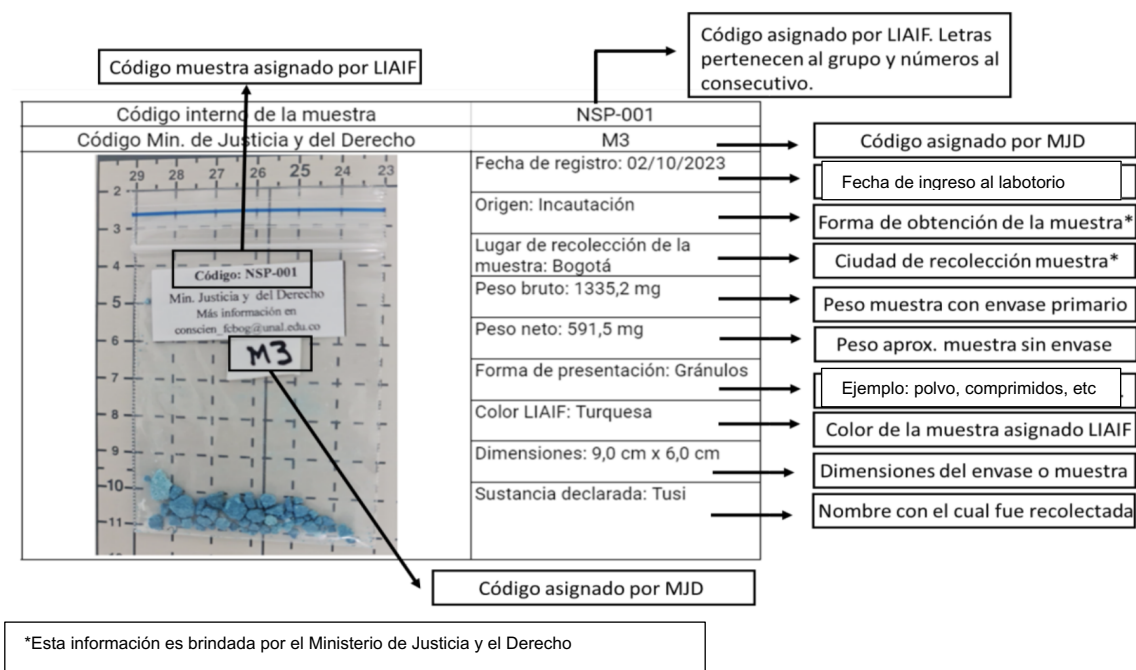 Código asignado por LIAIF. Letras
pertenecen al grupo y números al
consecutivo.
Código muestra asignado por LIAIF
Código interno de la muestra
NSP-001
Código Min. de Justicia y del Derecho
M3
Código asignado por MJD
29 28 27 26 25 24 23
2
3
4
5
6
7
8
9
10
11
Código: NSP-001
Min. Justicia y del Derecho
Más información en
conscien_fcbog@unal.edu.co
M3
Fecha de registro: 02/10/2023
Fecha de ingreso al labotorio
Origen: Incautación
Forma de obtención de la muestra*
Lugar de recolección de la
muestra: Bogotá
Ciudad de recolección muestra*
Peso bruto: 1335,2 mg
Peso muestra con envase primario
Peso neto: 591,5 mg
Peso aprox. muestra sin envase
Forma de presentación: Gránulos
Ejemplo: polvo, comprimidos, etc
Color LIAIF: Turquesa
Color de la muestra asignado LIAIF
Dimensiones: 9,0 cm x 6,0 cm
Dimensiones del envase o muestra
Sustancia declarada: Tusi
Nombre con el cual fue recolectada
Código asignado por MJD
*Esta información es brindada por el Ministerio de Justicia y el Derecho